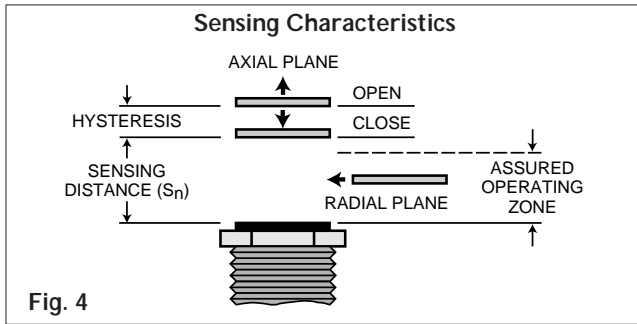 Sensing Characteristics
AXIAL PLANE
OPEN
HYSTERESIS
CLOSE
SENSING
DISTANCE (Sn)
ASSURED
OPERATING
ZONE
RADIAL PLANE
Fig. 4